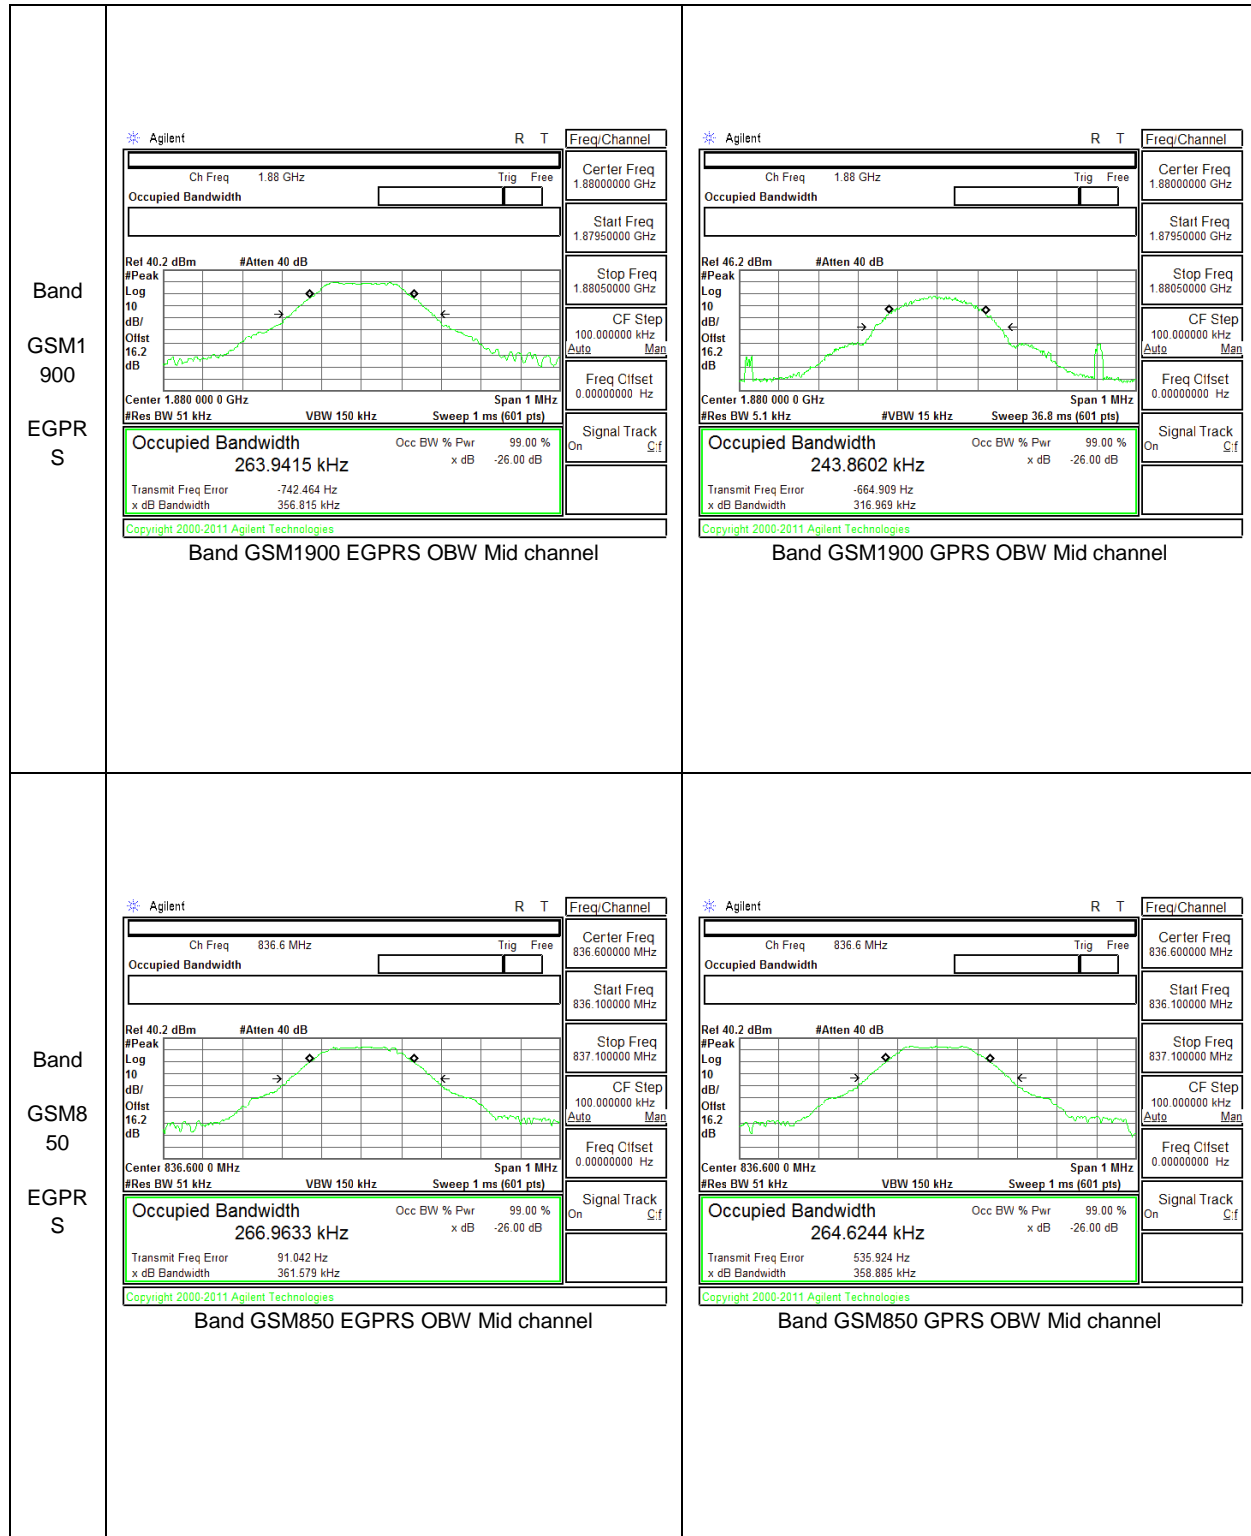 Band
GSM1
900
EGPR
S
Agilent R T Freq/Channel
Ch Freq 1.88 GHz Trig Free
Occupied Bandwidth
Center Freq
1.88000000 GHz
Start Freq
1.87950000 GHz
Stop Freq
1.88050000 GHz
CF Step
100.000000 kHz
Auto Man
Freq Offset
0.00000000 Hz
Signal Track
On Off
Ref 40.2 dBm #Atten 40 dB
#Peak
Log
10
dB/
Offst
16.2
dB
Center 1.880 000 0 GHz Span 1 MHz
#Res BW 51 kHz VBW 150 kHz Sweep 1 ms (601 pts)
Occupied Bandwidth Occ BW % Pwr 99.00 %
263.9415 kHz x dB -26.00 dB
Transmit Freq Error -742.464 Hz
x dB Bandwidth 356.815 kHz
Copyright 2000-2011 Agilent Technologies
Band GSM1900 EGPRS OBW Mid channel
Agilent R T Freq/Channel
Ch Freq 1.88 GHz Trig Free
Occupied Bandwidth
Center Freq
1.88000000 GHz
Start Freq
1.87950000 GHz
Stop Freq
1.88050000 GHz
CF Step
100.000000 kHz
Auto Man
Freq Offset
0.00000000 Hz
Signal Track
On Off
Ref 46.2 dBm #Atten 40 dB
#Peak
Log
10
dB/
Offst
16.2
dB
Center 1.880 000 0 GHz Span 1 MHz
#Res BW 5.1 kHz #VBW 15 kHz Sweep 36.8 ms (601 pts)
Occupied Bandwidth Occ BW % Pwr 99.00 %
243.8602 kHz x dB -26.00 dB
Transmit Freq Error -664.909 Hz
x dB Bandwidth 316.969 kHz
Copyright 2000-2011 Agilent Technologies
Band GSM1900 GPRS OBW Mid channel
Band
GSM8
50
EGPR
S
Agilent R T Freq/Channel
Ch Freq 836.6 MHz Trig Free
Occupied Bandwidth
Center Freq
836.600000 MHz
Start Freq
836.100000 MHz
Stop Freq
837.100000 MHz
CF Step
100.000000 kHz
Auto Man
Freq Offset
0.00000000 Hz
Signal Track
On Off
Ref 40.2 dBm #Atten 40 dB
#Peak
Log
10
dB/
Offst
16.2
dB
Center 836.600 0 MHz Span 1 MHz
#Res BW 51 kHz VBW 150 kHz Sweep 1 ms (601 pts)
Occupied Bandwidth Occ BW % Pwr 99.00 %
266.9633 kHz x dB -26.00 dB
Transmit Freq Error 91.042 Hz
x dB Bandwidth 361.579 kHz
Copyright 2000-2011 Agilent Technologies
Band GSM850 EGPRS OBW Mid channel
Agilent R T Freq/Channel
Ch Freq 836.6 MHz Trig Free
Occupied Bandwidth
Center Freq
836.600000 MHz
Start Freq
836.100000 MHz
Stop Freq
837.100000 MHz
CF Step
100.000000 kHz
Auto Man
Freq Offset
0.00000000 Hz
Signal Track
On Off
Ref 40.2 dBm #Atten 40 dB
#Peak
Log
10
dB/
Offst
16.2
dB
Center 836.600 0 MHz Span 1 MHz
#Res BW 51 kHz VBW 150 kHz Sweep 1 ms (601 pts)
Occupied Bandwidth Occ BW % Pwr 99.00 %
264.6244 kHz x dB -26.00 dB
Transmit Freq Error 535.924 Hz
x dB Bandwidth 358.885 kHz
Copyright 2000-2011 Agilent Technologies
Band GSM850 GPRS OBW Mid channel